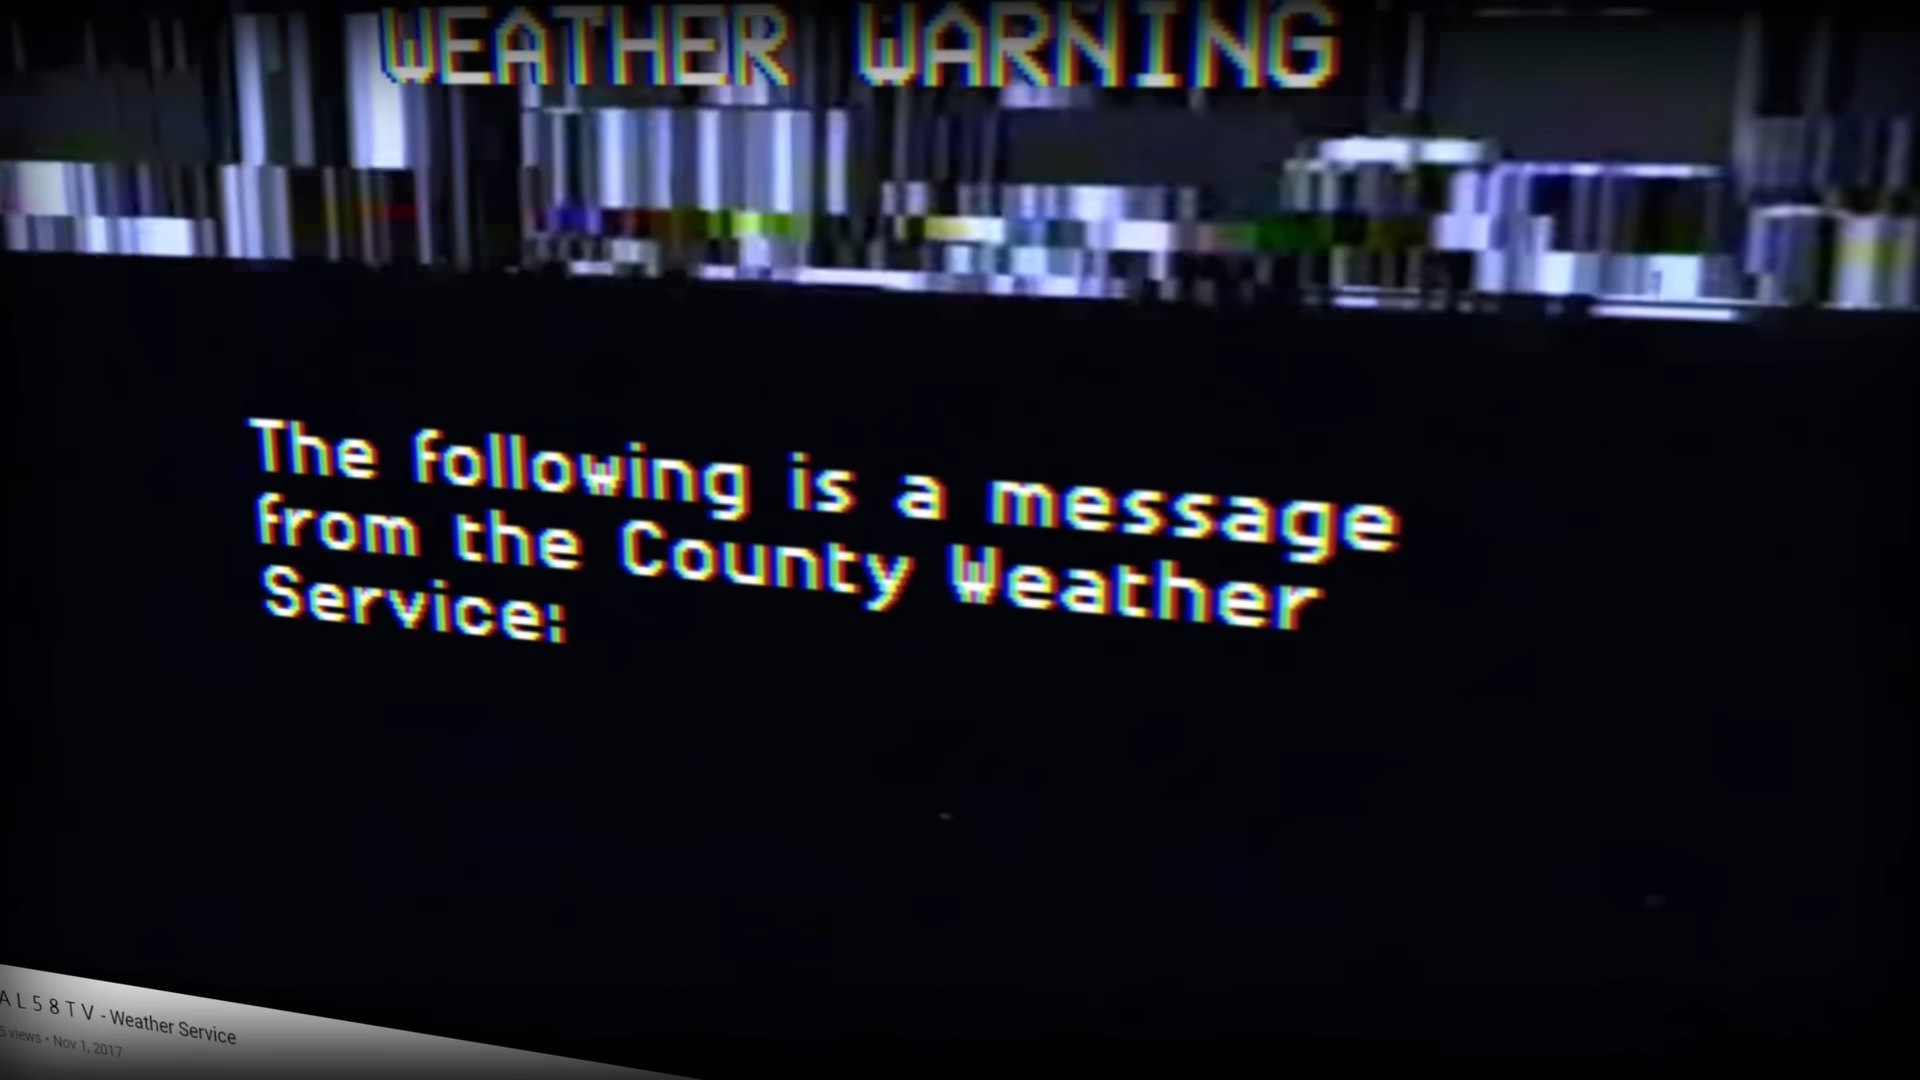 WEATHER WARNING
The following is a message
from the County Weather
Service:
A L 5 8 T V - Weather Service
views • Nov 1, 2017